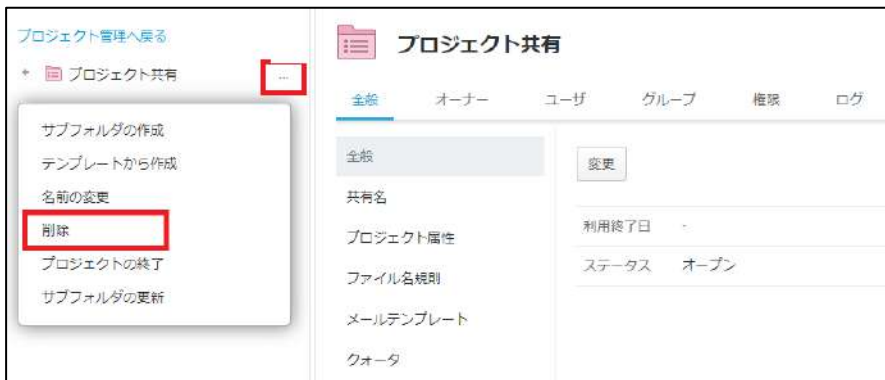 プロジェクト管理へ戻る
プロジェクト共有
...
サブフォルダの作成
テンプレートから作成
名前の変更
削除
プロジェクトの終了
サブフォルダの更新
プロジェクト共有
全般 オーナー ユーザ グループ 権限 ログ
全般
共有名
プロジェクト属性
ファイル名規則
メールテンプレート
クォータ
変更
利用終了日 -
ステータス オープン